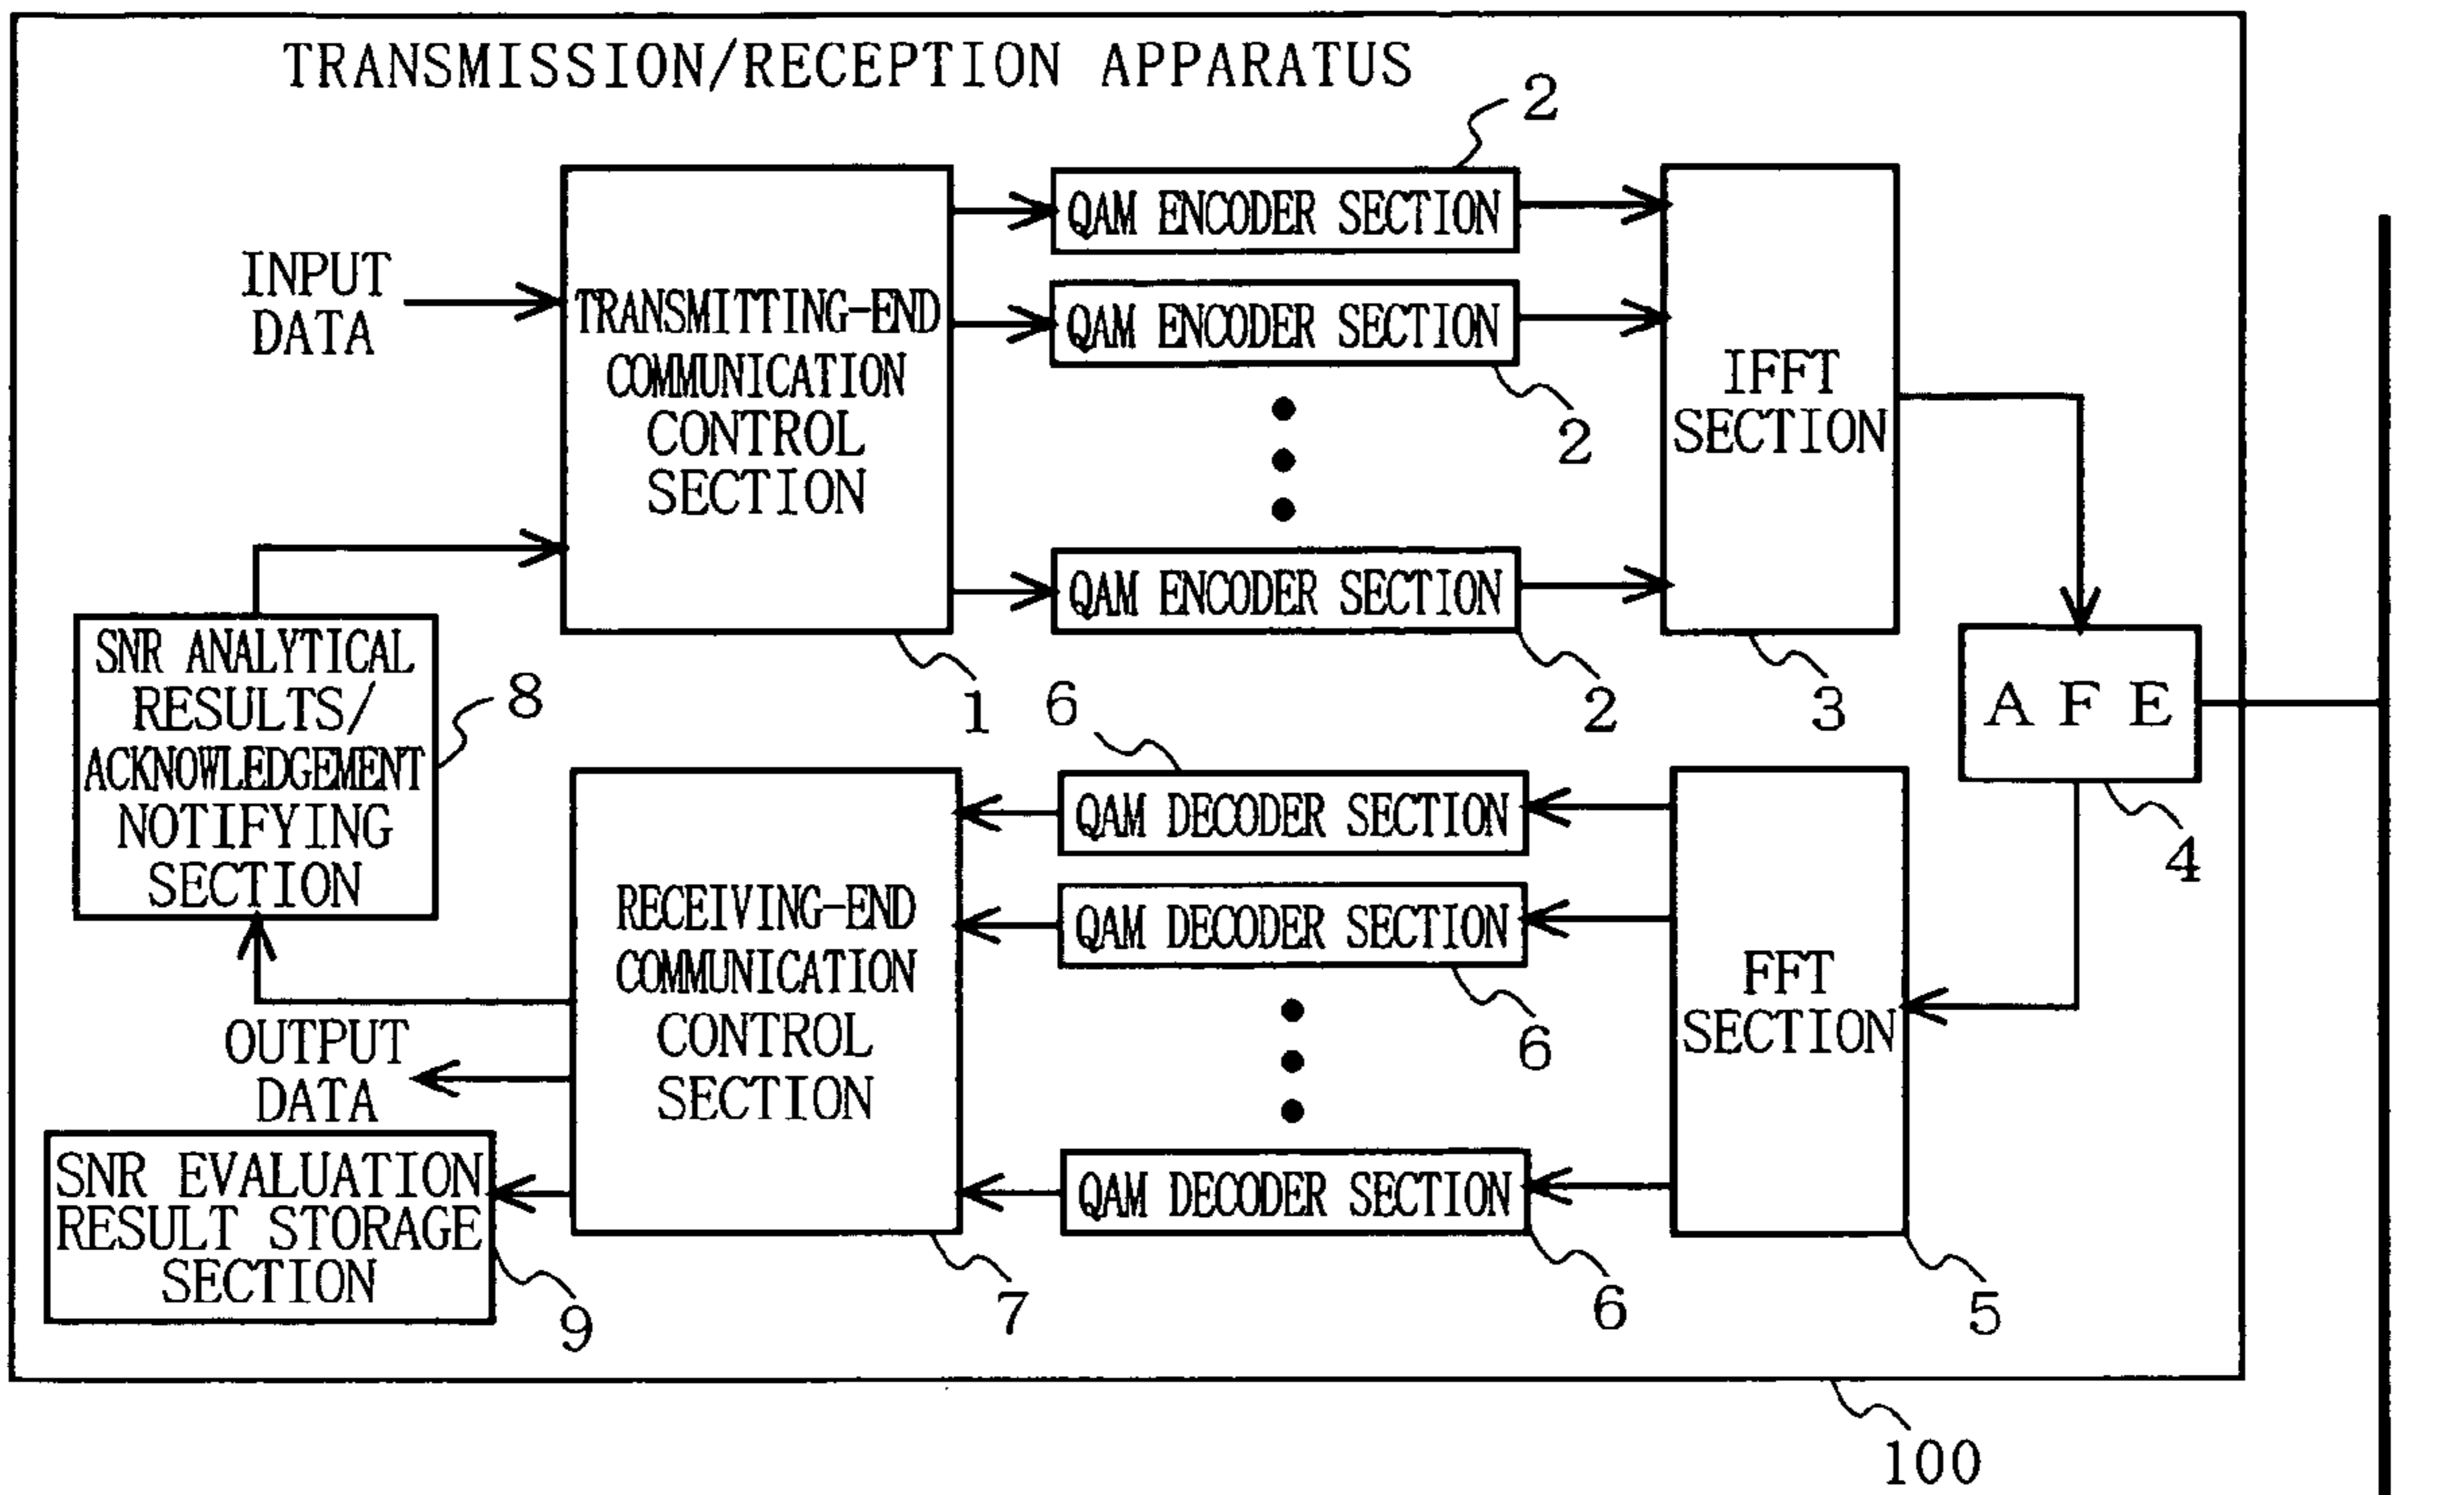 TRANSMISSION/RECEPTION APPARATUS
2
QAM ENCODER SECTION
INPUT
DATA
TRANSMITTING-END
COMMUNICATION
CONTROL
SECTION
QAM ENCODER SECTION
2
IFFT
SECTION
QAM ENCODER SECTION
2
1
3
SNR ANALYTICAL
RESULTS/
ACKNOWLEDGEMENT
NOTIFYING
SECTION
8
A F E
4
6
QAM DECODER SECTION
RECEIVING-END
COMMUNICATION
CONTROL
SECTION
QAM DECODER SECTION
6
FFT
SECTION
OUTPUT
DATA
QAM DECODER SECTION
6
SNR EVALUATION
RESULT STORAGE
SECTION
9
7
5
100